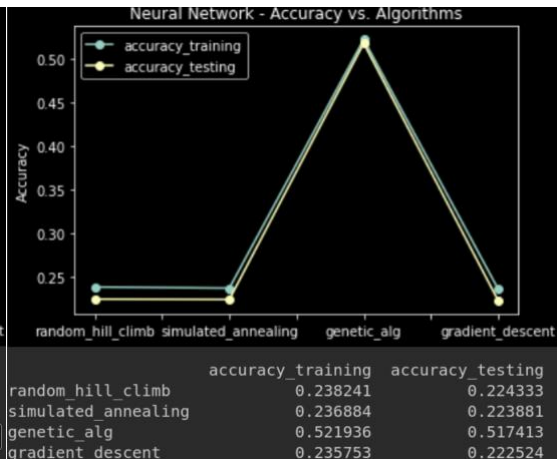 Neural Network - Accuracy vs. Algorithms
accuracy_training
accuracy_testing
0.50
0.45
0.40
0.35
0.30
0.25
Accuracy
random_hill_climb simulated_annealing genetic_alg gradient_descent
accuracy_training accuracy_testing
random_hill_climb 0.238241 0.224333
simulated_annealing 0.236884 0.223881
genetic_alg 0.521936 0.517413
gradient_descent 0.235753 0.222524